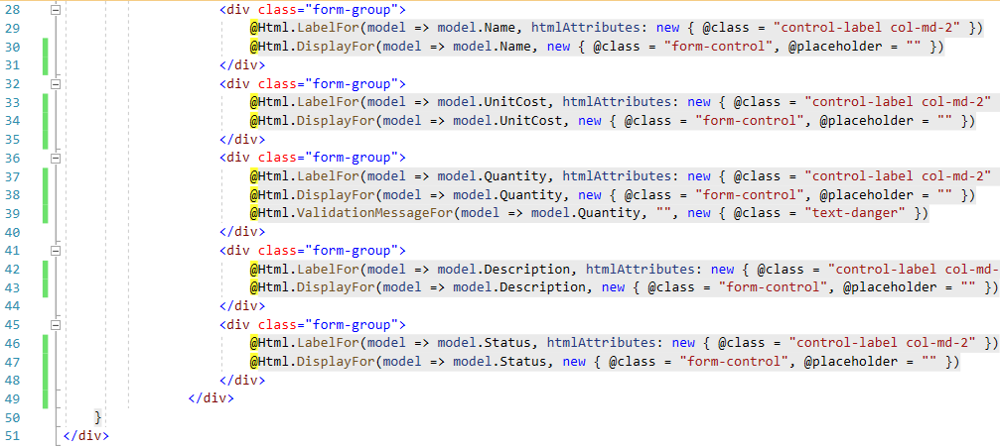 28 <div class="form-group">
29 @Html.LabelFor(model => model.Name, htmlAttributes: new { @class = "control-label col-md-2" })
30 @Html.DisplayFor(model => model.Name, new { @class = "form-control", @placeholder = "" })
31 </div>
32 <div class="form-group">
33 @Html.LabelFor(model => model.UnitCost, htmlAttributes: new { @class = "control-label col-md-2"
34 @Html.DisplayFor(model => model.UnitCost, new { @class = "form-control", @placeholder = "" })
35 </div>
36 <div class="form-group">
37 @Html.LabelFor(model => model.Quantity, htmlAttributes: new { @class = "control-label col-md-2"
38 @Html.DisplayFor(model => model.Quantity, new { @class = "form-control", @placeholder = "" })
39 @Html.ValidationMessageFor(model => model.Quantity, "", new { @class = "text-danger" })
40 </div>
41 <div class="form-group">
42 @Html.LabelFor(model => model.Description, htmlAttributes: new { @class = "control-label col-md-
43 @Html.DisplayFor(model => model.Description, new { @class = "form-control", @placeholder = "" })
44 </div>
45 <div class="form-group">
46 @Html.LabelFor(model => model.Status, htmlAttributes: new { @class = "control-label col-md-2" })
47 @Html.DisplayFor(model => model.Status, new { @class = "form-control", @placeholder = "" })
48 </div>
49 </div>
50 }
51 </div>